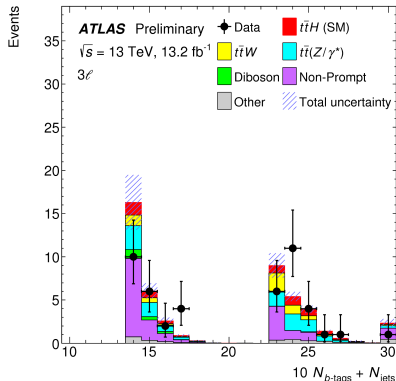 Events
ATLAS Preliminary
√s = 13 TeV, 13.2 fb⁻¹
3ℓ
Data
tt̄H (SM)
tt̄W
tt̄(Z/γ*)
Diboson
Non-Prompt
Other
Total uncertainty
35
30
25
20
15
10
5
0
10 15 20 25 30
10 N_b-tags + N_jets